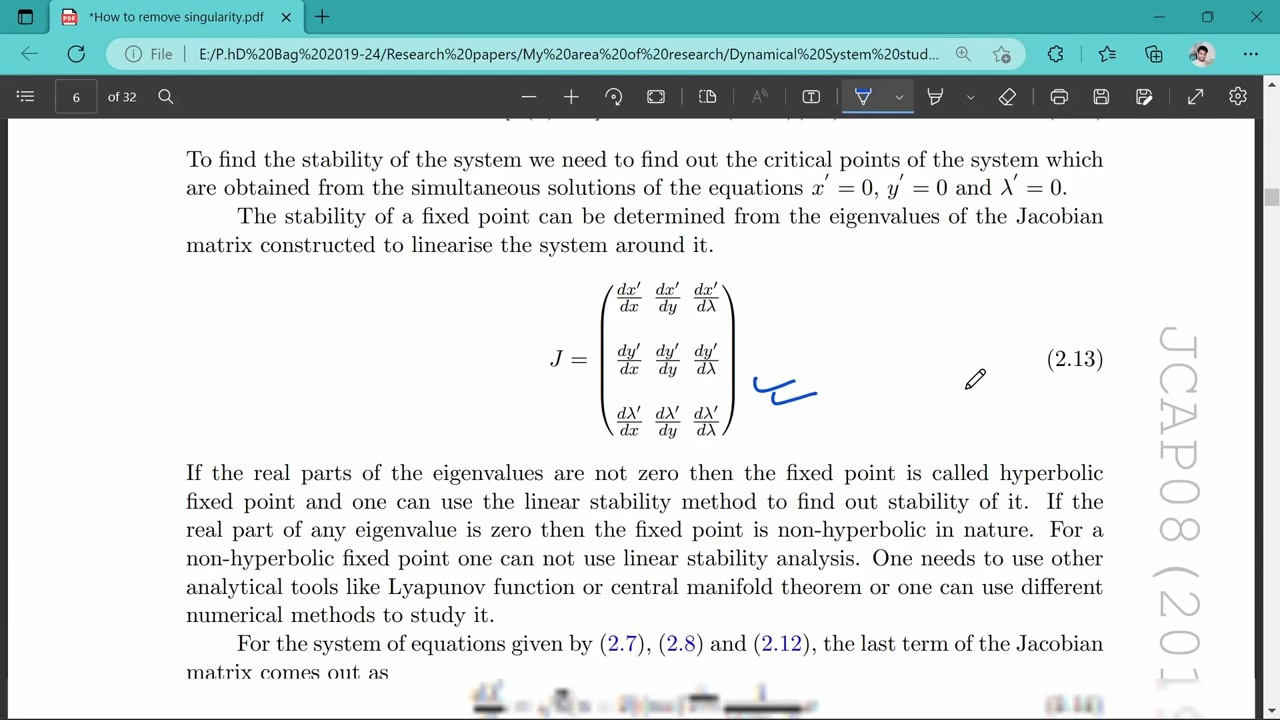 *How to remove singularity.pdf
File
E:/P.hD%20Bag%202019-24/Research%20papers/My%20area%20of%20research/Dynamical%20System%20stud...
6 of 32
To find the stability of the system we need to find out the critical points of the system which
are obtained from the simultaneous solutions of the equations x′ = 0, y′ = 0 and λ′ = 0.
The stability of a fixed point can be determined from the eigenvalues of the Jacobian
matrix constructed to linearise the system around it.
dx′/dx dx′/dy dx′/dλ
J = dy′/dx dy′/dy dy′/dλ (2.13)
dλ′/dx dλ′/dy dλ′/dλ
If the real parts of the eigenvalues are not zero then the fixed point is called hyperbolic
fixed point and one can use the linear stability method to find out stability of it. If the
real part of any eigenvalue is zero then the fixed point is non-hyperbolic in nature. For a
non-hyperbolic fixed point one can not use linear stability analysis. One needs to use other
analytical tools like Lyapunov function or central manifold theorem or one can use different
numerical methods to study it.
For the system of equations given by (2.7), (2.8) and (2.12), the last term of the Jacobian
matrix comes out as
JCAP08 (201